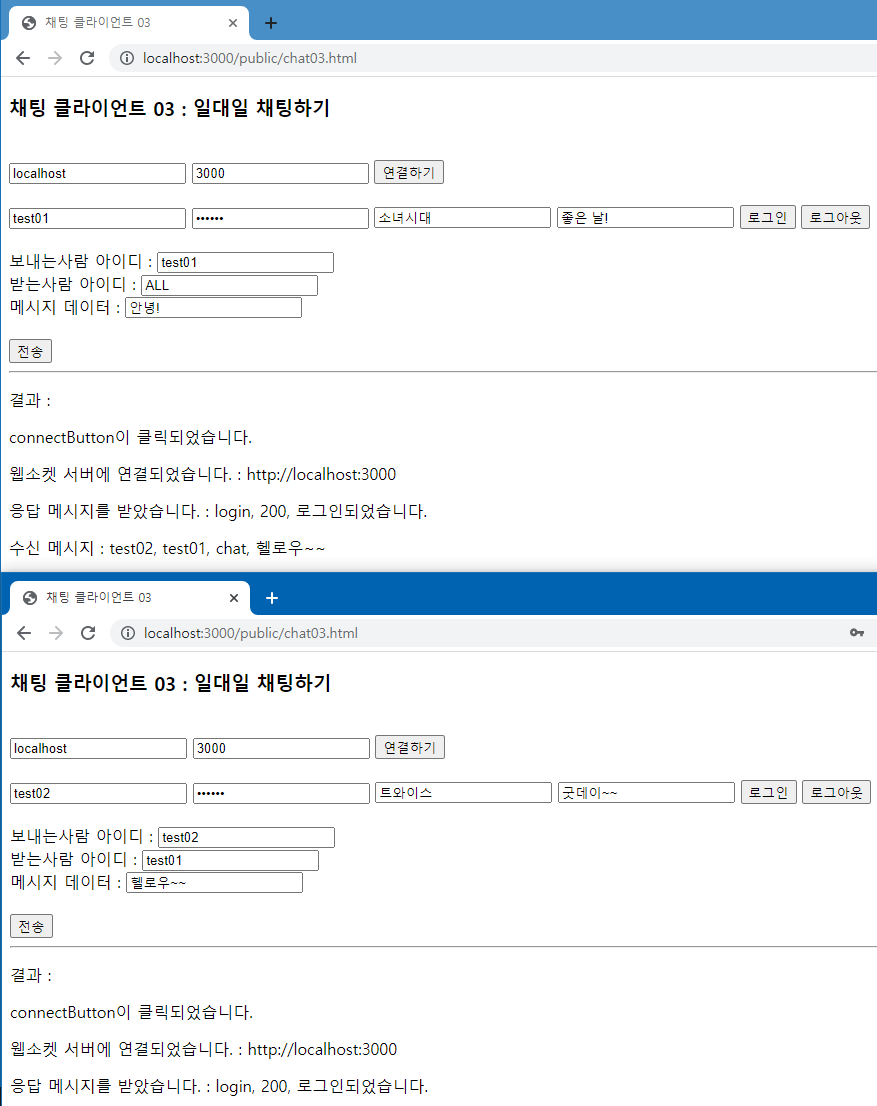 채팅 클라이언트 03
localhost:3000/public/chat03.html
채팅 클라이언트 03 : 일대일 채팅하기
localhost 3000 연결하기
test01 •••••• 소녀시대 좋은 날! 로그인 로그아웃
보내는사람 아이디 : test01
받는사람 아이디 : ALL
메시지 데이터 : 안녕!
전송
결과 :
connectButton이 클릭되었습니다.
웹소켓 서버에 연결되었습니다. : http://localhost:3000
응답 메시지를 받았습니다. : login, 200, 로그인되었습니다.
수신 메시지 : test02, test01, chat, 헬로우~~
채팅 클라이언트 03
localhost:3000/public/chat03.html
채팅 클라이언트 03 : 일대일 채팅하기
localhost 3000 연결하기
test02 •••••• 트와이스 굿데이~~ 로그인 로그아웃
보내는사람 아이디 : test02
받는사람 아이디 : test01
메시지 데이터 : 헬로우~~
전송
결과 :
connectButton이 클릭되었습니다.
웹소켓 서버에 연결되었습니다. : http://localhost:3000
응답 메시지를 받았습니다. : login, 200, 로그인되었습니다.